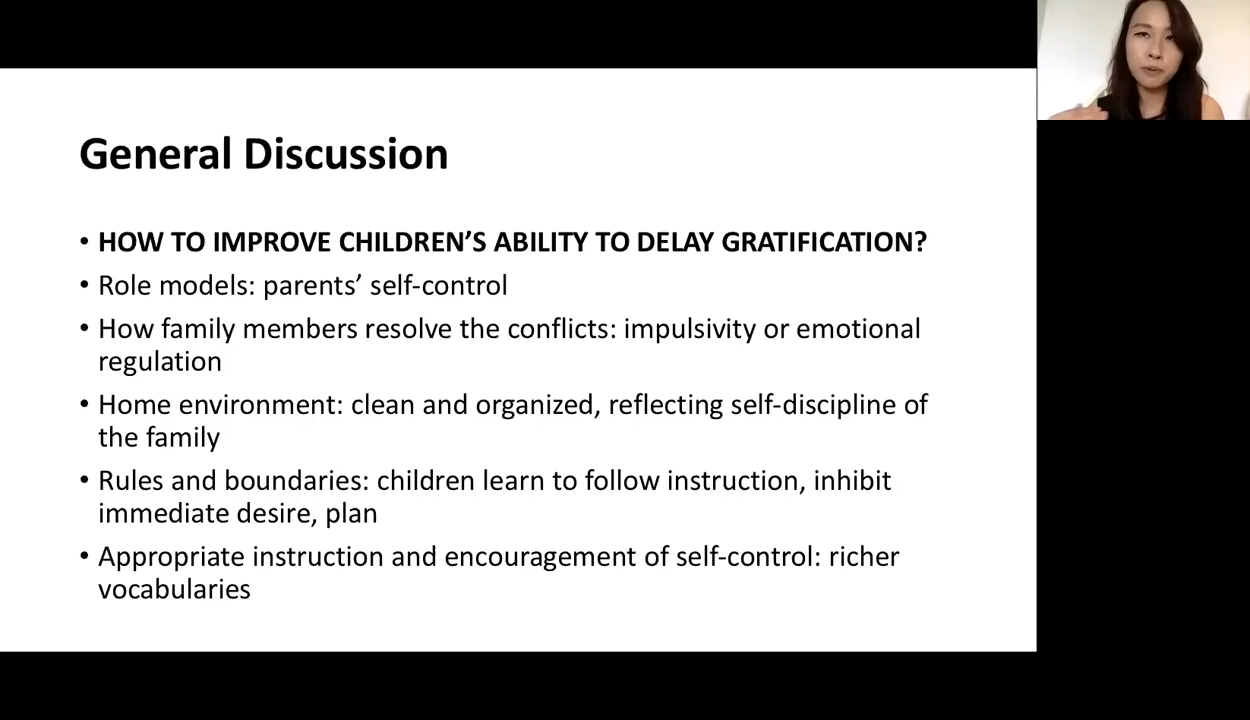 General Discussion
• HOW TO IMPROVE CHILDREN’S ABILITY TO DELAY GRATIFICATION?
• Role models: parents’ self-control
• How family members resolve the conflicts: impulsivity or emotional
regulation
• Home environment: clean and organized, reflecting self-discipline of
the family
• Rules and boundaries: children learn to follow instruction, inhibit
immediate desire, plan
• Appropriate instruction and encouragement of self-control: richer
vocabularies